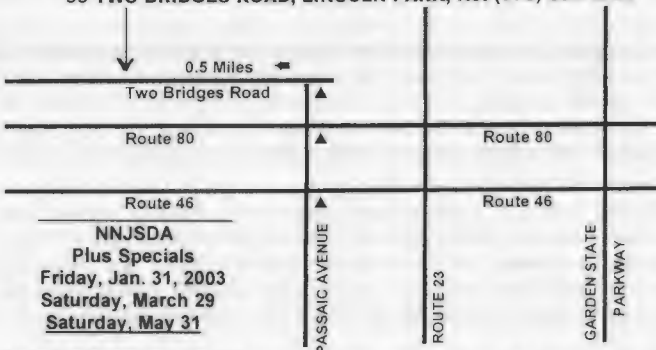 TWO BRIDGES ROAD, LINCOLN PARK,
0.5 Miles
Two Bridges Road
Route 80 Route 80
Route 46 Route 46
NNJSDA
Plus Specials
Friday, Jan. 31, 2003
Saturday, March 29
Saturday, May 31
PASSAIC AVENUE
ROUTE 23
GARDEN STATE
PARKWAY